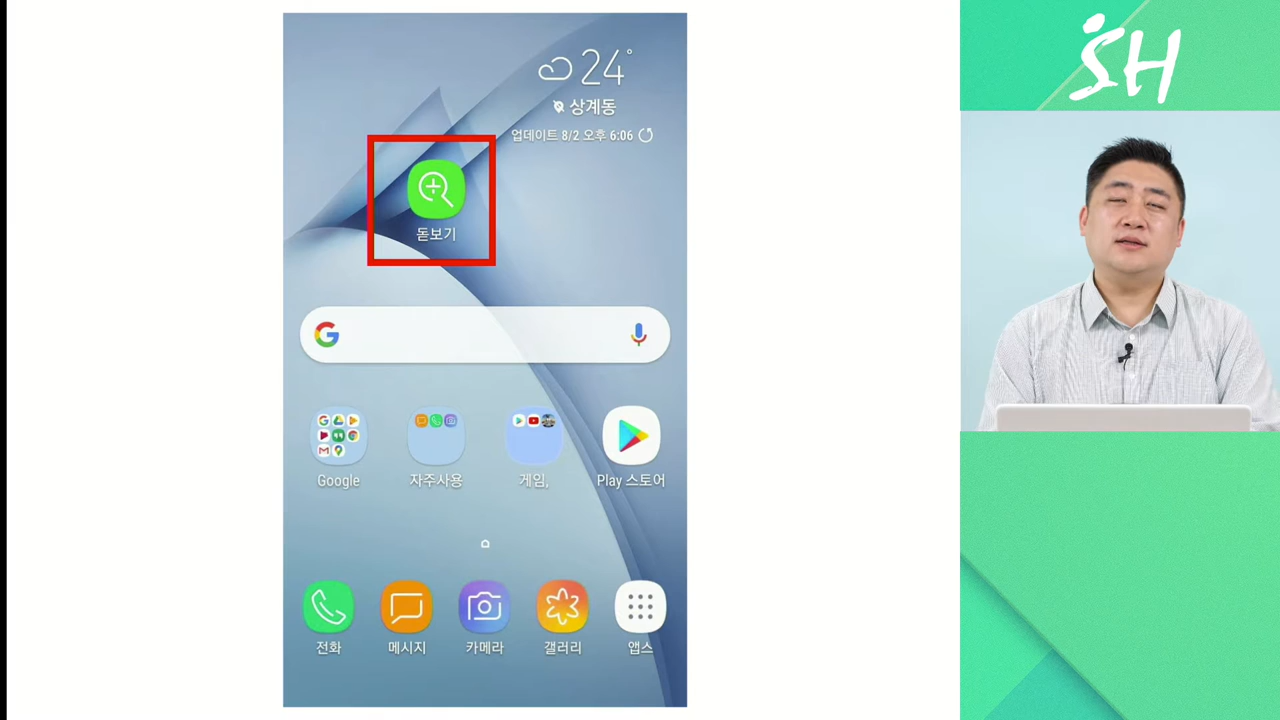 SH
24°
상계동
업데이트 8/2 오후 6:06
돋보기
Google
자주사용
게임,
Play 스토어
전화
메시지
카메라
갤러리
앱스